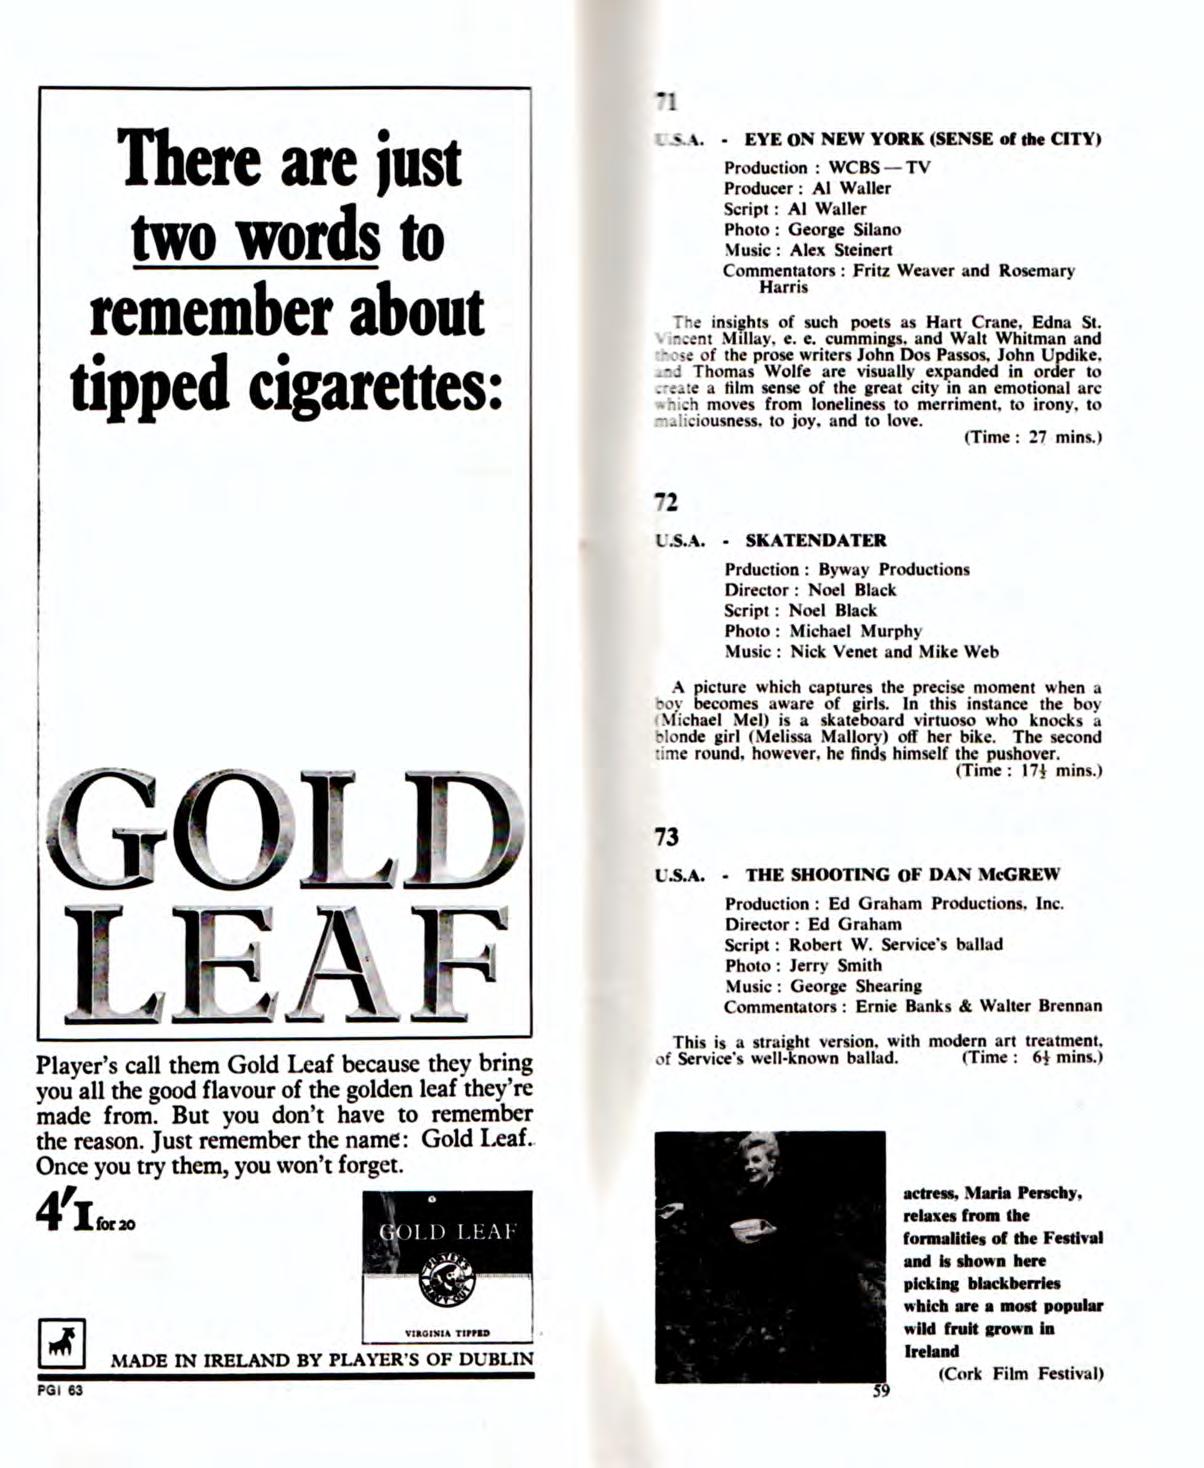 There are just
two words to
remember about
tipped cigarettes:
GOLD
LEAF
Player's call them Gold Leaf because they bring
you all the good flavour of the golden leaf they're
made from. But you don't have to remember
the reason. Just remember the name: Gold Leaf.
Once you try them, you won't forget.
4'1 for 20
GOLD LEAF
PLAYER'S
NAVY CUT
VIRGINIA TIPPED
MADE IN IRELAND BY PLAYER'S OF DUBLIN
PGI 63
71
U.S.A. - EYE ON NEW YORK (SENSE of the CITY)
Production : WCBS — TV
Producer : Al Waller
Script : Al Waller
Photo : George Silano
Music : Alex Steinert
Commentators : Fritz Weaver and Rosemary
Harris
The insights of such poets as Hart Crane, Edna St.
Vincent Millay, e. e. cummings, and Walt Whitman and
those of the prose writers John Dos Passos, John Updike,
and Thomas Wolfe are visually expanded in order to
create a film sense of the great city in an emotional arc
which moves from loneliness to merriment, to irony, to
maliciousness, to joy, and to love.
(Time : 27 mins.)
72
U.S.A. - SKATENDATER
Prduction : Byway Productions
Director : Noel Black
Script : Noel Black
Photo : Michael Murphy
Music : Nick Venet and Mike Web
A picture which captures the precise moment when a
boy becomes aware of girls. In this instance the boy
(Michael Mel) is a skateboard virtuoso who knocks a
blonde girl (Melissa Mallory) off her bike. The second
time round, however, he finds himself the pushover.
(Time : 17½ mins.)
73
U.S.A. - THE SHOOTING OF DAN McGREW
Production : Ed Graham Productions, Inc.
Director : Ed Graham
Script : Robert W. Service's ballad
Photo : Jerry Smith
Music : George Shearing
Commentators : Ernie Banks & Walter Brennan
This is a straight version, with modern art treatment,
of Service's well-known ballad. (Time : 6½ mins.)
actress, Maria Perschy,
relaxes from the
formalities of the Festival
and is shown here
picking blackberries
which are a most popular
wild fruit grown in
Ireland
(Cork Film Festival)
59